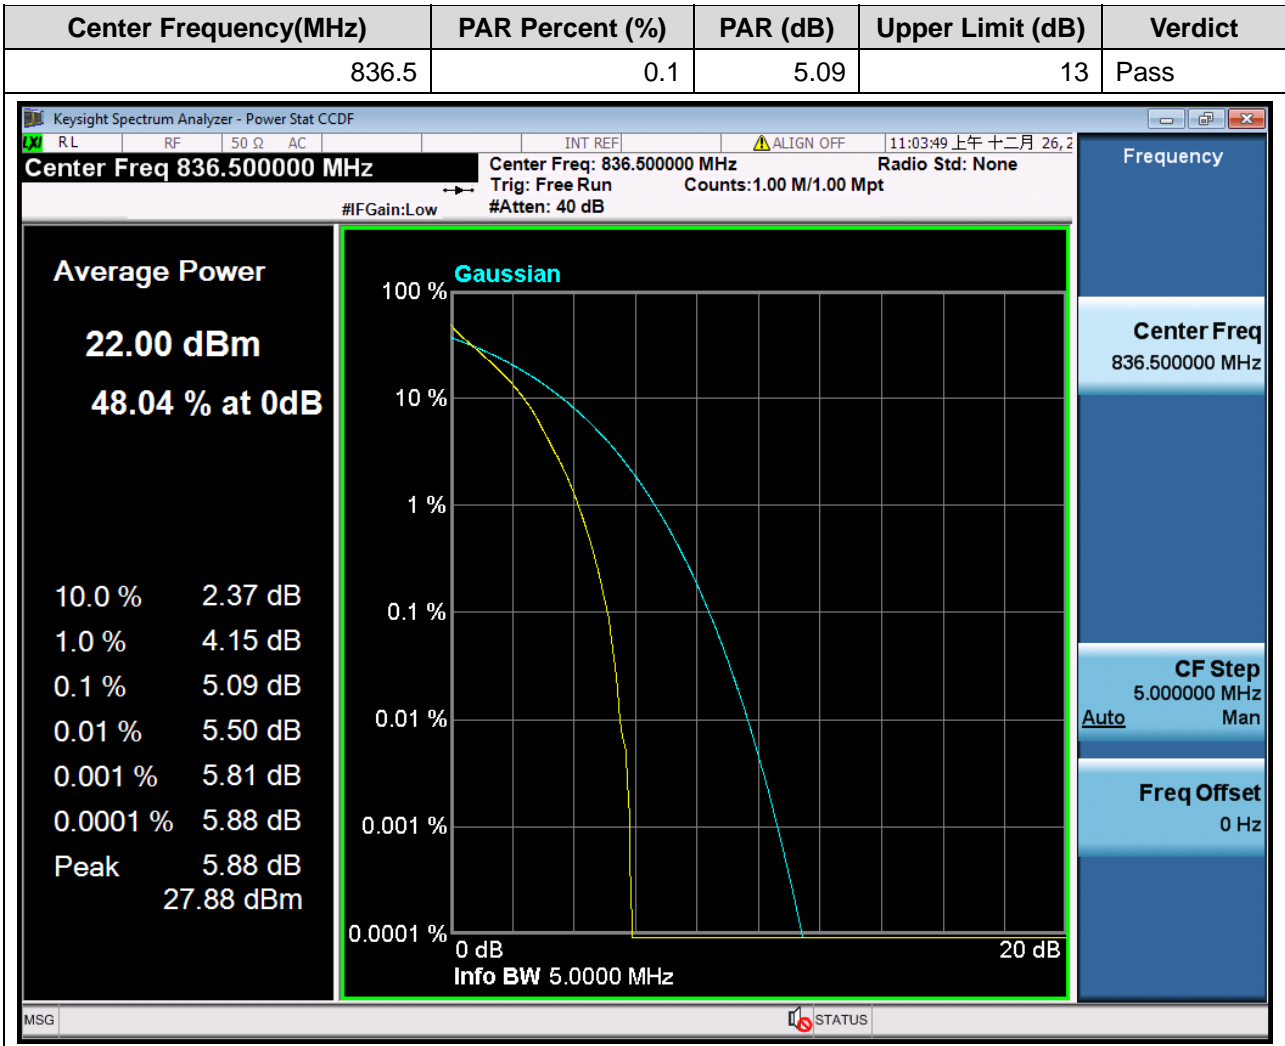 Center Frequency(MHz) PAR Percent (%) PAR (dB) Upper Limit (dB) Verdict
836.5 0.1 5.09 13 Pass
Keysight Spectrum Analyzer - Power Stat CCDF
LXI RL RF 50 Ω AC INT REF ALIGN OFF 11:03:49 上午 十二月 26, 2
Center Freq 836.500000 MHz
Center Freq: 836.500000 MHz Radio Std: None
Trig: Free Run Counts:1.00 M/1.00 Mpt
#IFGain:Low #Atten: 40 dB
Frequency
Average Power
22.00 dBm
48.04 % at 0dB
10.0 % 2.37 dB
1.0 % 4.15 dB
0.1 % 5.09 dB
0.01 % 5.50 dB
0.001 % 5.81 dB
0.0001 % 5.88 dB
Peak 5.88 dB
27.88 dBm
Gaussian
100 %
10 %
1 %
0.1 %
0.01 %
0.001 %
0.0001 %
0 dB 20 dB
Info BW 5.0000 MHz
Center Freq
836.500000 MHz
CF Step
5.000000 MHz
Auto Man
Freq Offset
0 Hz
MSG STATUS